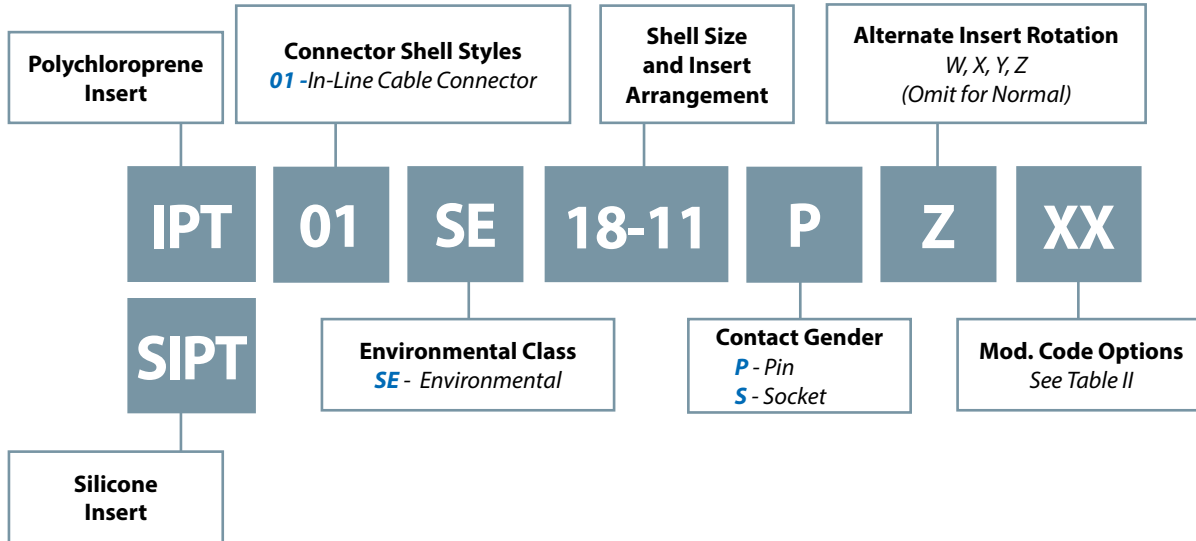 Polychloroprene
Insert
Connector Shell Styles
01 -In-Line Cable Connector
Shell Size
and Insert
Arrangement
Alternate Insert Rotation
W, X, Y, Z
(Omit for Normal)
IPT
01
SE
18-11
P
Z
XX
SIPT
Environmental Class
SE - Environmental
Contact Gender
P - Pin
S - Socket
Mod. Code Options
See Table II
Silicone
Insert